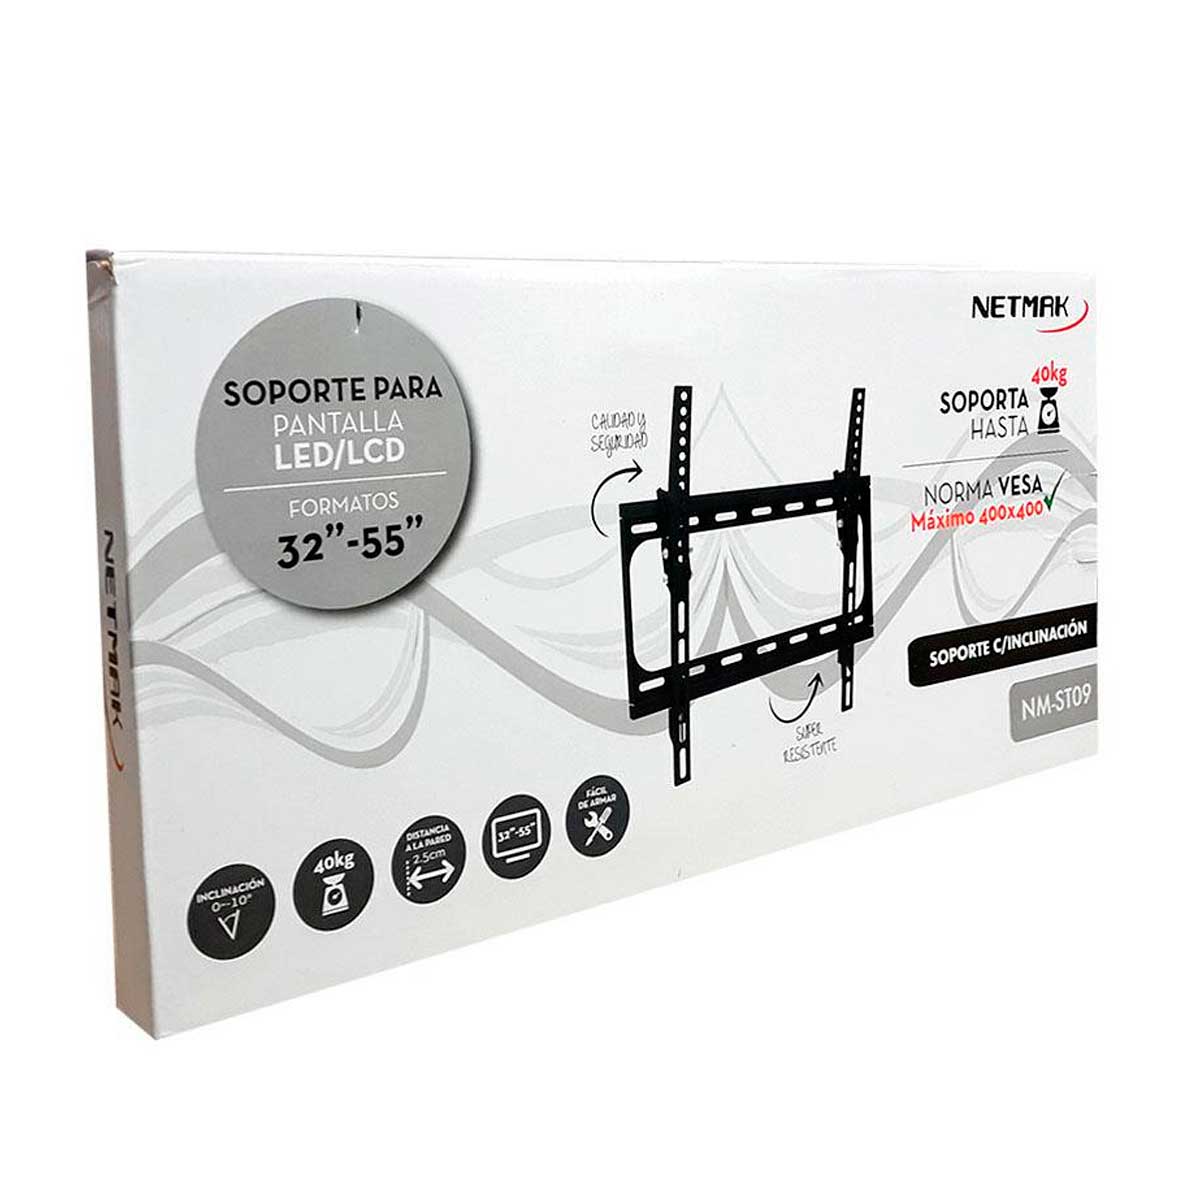 SOPORTE PARA
PANTALLA
LED/LCD
FORMATOS
32”-55”
NETMAK
NETMAK
40kg
SOPORTA
HASTA
NORMA VESA
Máximo 400x400
CALIDAD Y
SEGURIDAD
SUPER
RESISTENTE
SOPORTE C/INCLINACIÓN
NM-ST09
INCLINACIÓN
0~-10°
40kg
DISTANCIA
A LA PARED
2.5cm
32”-55”
FÁCIL
DE ARMAR